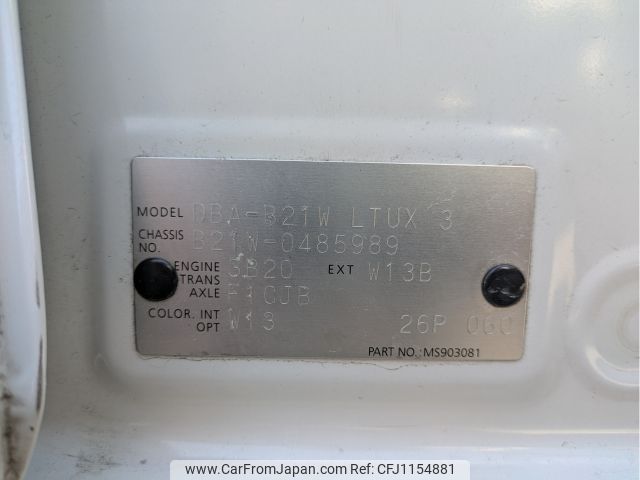 MODEL DBA-B21W LTUX 3
CHASSIS NO. B21W-0485989
ENGINE 3B20 EXT W13B
TRANS AXLE F1CJB
COLOR. INT OPT W13 26P 060
PART NO.:MS903081
www.CarFromJapan.com - CFJ1154881